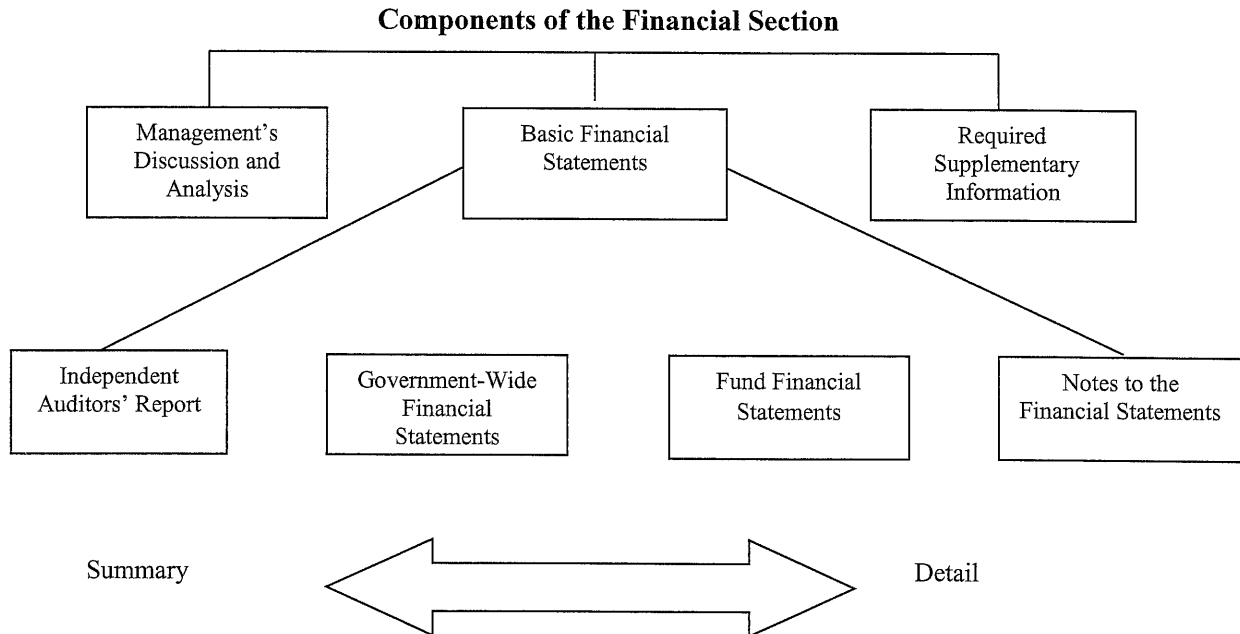 Components of the Financial Section
Management's
Discussion and
Analysis
Basic Financial
Statements
Required
Supplementary
Information
Independent
Auditors' Report
Government-Wide
Financial
Statements
Fund Financial
Statements
Notes to the
Financial Statements
Summary
Detail